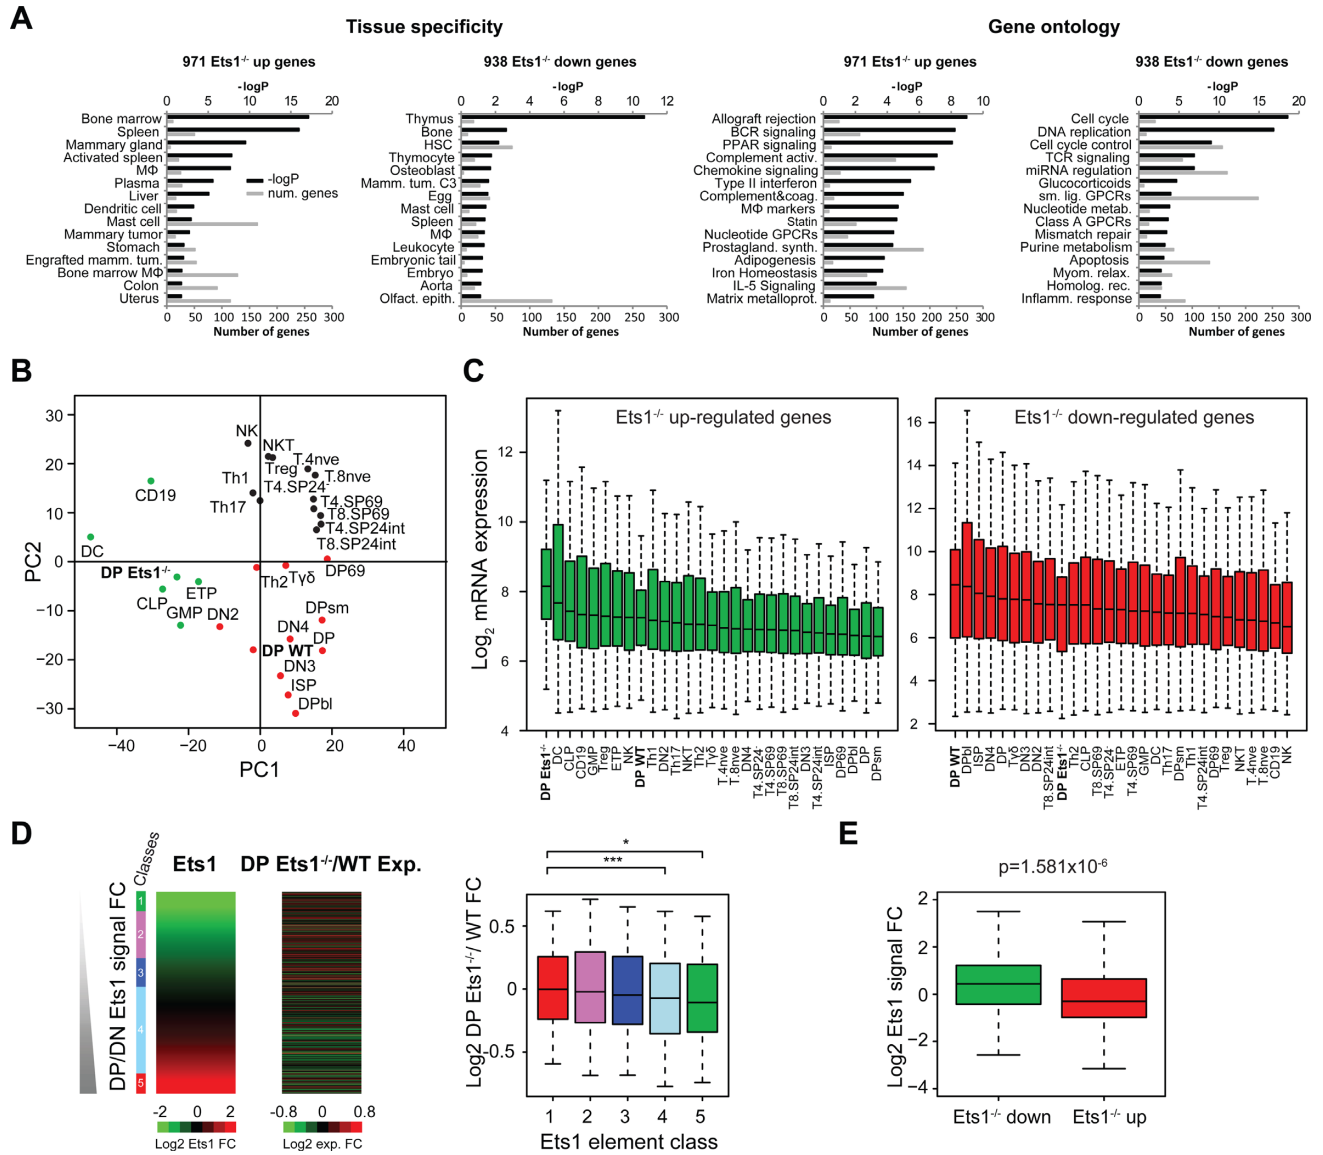 A
Tissue specificity
Gene ontology
971 Ets1-/- up genes
-logP
0 5 10 15 20
Bone marrow
Spleen
Mammary gland
Activated spleen
MΦ
Plasma
Liver
Dendritic cell
Mast cell
Mammary tumor
Stomach
Engrafted mamm. tum.
Bone marrow MΦ
Colon
Uterus
-logP
num. genes
0 50 100 150 200 250 300
Number of genes
938 Ets1-/- down genes
-logP
0 2 4 6 8 10 12
Thymus
Bone
HSC
Thymocyte
Osteoblast
Mamm. tum. C3
Egg
Mast cell
Spleen
MΦ
Leukocyte
Embryonic tail
Embryo
Aorta
Olfact. epith.
0 50 100 150 200 250 300
Number of genes
971 Ets1-/- up genes
-logP
0 2 4 6 8 10
Allograft rejection
BCR signaling
PPAR signaling
Complement activ.
Chemokine signaling
Type II interferon
Complement&coag.
MΦ markers
Statin
Nucleotide GPCRs
Prostagland. synth.
Adipogenesis
Iron Homeostasis
IL-5 Signaling
Matrix metalloprot.
0 50 100 150 200 250 300
Number of genes
938 Ets1-/- down genes
-logP
0 5 10 15 20
Cell cycle
DNA replication
Cell cycle control
TCR signaling
miRNA regulation
Glucocorticoids
sm. lig. GPCRs
Nucleotide metab.
Class A GPCRs
Mismatch repair
Purine metabolism
Apoptosis
Myom. relax.
Homolog. rec.
Inflamm. response
0 50 100 150 200 250 300
Number of genes
B
PC2
30
20
10
0
−10
−20
−30
NK
NKT
Treg
T.4nve
T.8nve
Th1
T4.SP24-
Th17
T4.SP69
T8.SP69
T4.SP24int
T8.SP24int
CD19
DC
DP Ets1-/-
Th2
Tγδ
DP69
CLP
ETP
GMP
DN2
DPsm
DN4
DP
DP WT
DN3
ISP
DPbl
−40 −20 0 20 40
PC1
C
Ets1-/- up-regulated genes
Log2 mRNA expression
12
10
8
6
4
DP Ets1-/-
DC
CLP
CD19
GMP
Treg
ETP
NK
DP WT
Th1
DN2
Th17
NKT
Th2
Tγδ
T.4nve
T.8nve
DN4
T4.SP24-
T4.SP69
T8.SP69
T8.SP24int
DN3
T4.SP24int
ISP
DP69
DPbl
DP
DPsm
Ets1-/- down-regulated genes
16
14
12
10
8
6
4
2
DP WT
DPbl
ISP
DN4
DP
Tγδ
DN3
DN2
T8.SP24int
DP Ets1-/-
Th2
CLP
T8.SP69
T4.SP24-
ETP
T4.SP69
GMP
DC
Th17
DPsm
Th1
T4.SP24int
DP69
Treg
NKT
T.4nve
T.8nve
CD19
NK
D
Classes
Ets1
DP Ets1-/-/WT Exp.
DP/DN Ets1 signal FC
1
2
3
4
5
-2 0 2
Log2 Ets1 FC
-0.8 0 0.8
Log2 exp. FC
*
***
Log2 DP Ets1-/-/ WT FC
0.5
0
-0.5
1 2 3 4 5
Ets1 element class
E
p=1.581x10-6
Log2 Ets1 signal FC
2
2
0
−2
−4
Ets1-/- down
Ets1-/- up